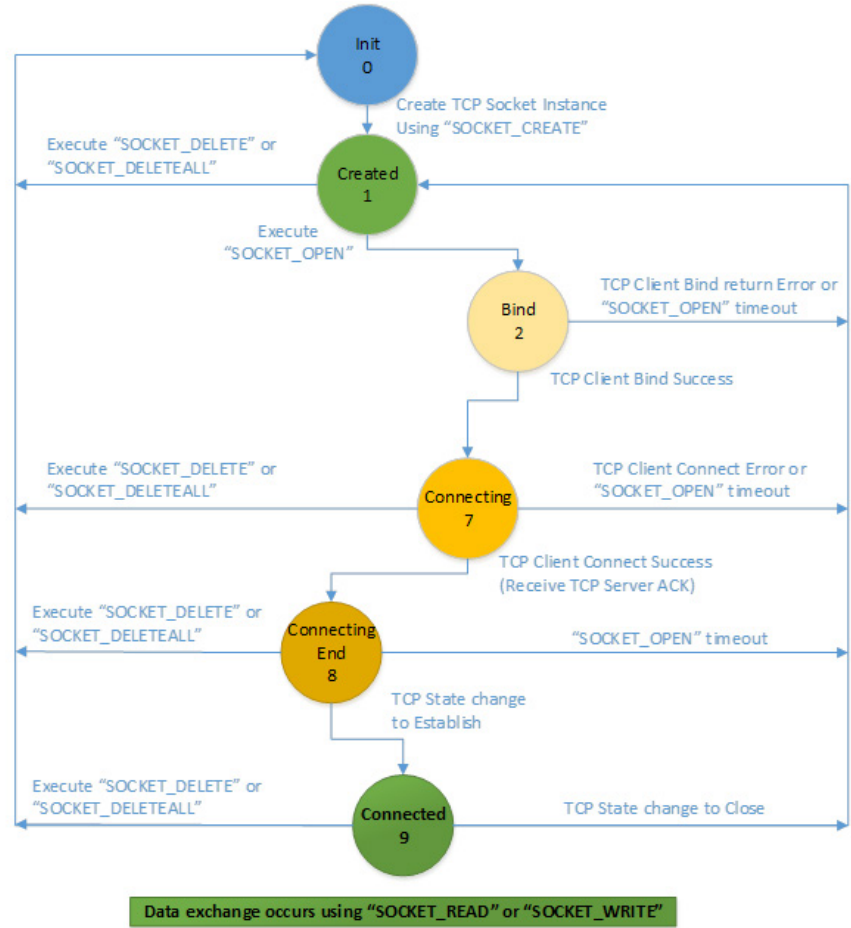 Init
0
Create TCP Socket Instance
Using “SOCKET_CREATE”
Execute “SOCKET_DELETE” or
“SOCKET_DELETEALL”
Created
1
Execute
“SOCKET_OPEN”
TCP Client Bind return Error or
“SOCKET_OPEN” timeout
Bind
2
TCP Client Bind Success
Execute “SOCKET_DELETE” or
“SOCKET_DELETEALL”
TCP Client Connect Error or
“SOCKET_OPEN” timeout
Connecting
7
TCP Client Connect Success
(Receive TCP Server ACK)
Execute “SOCKET_DELETE” or
“SOCKET_DELETEALL”
Connecting
End
8
“SOCKET_OPEN” timeout
TCP State change
to Establish
Execute “SOCKET_DELETE” or
“SOCKET_DELETEALL”
Connected
9
TCP State change to Close
Data exchange occurs using “SOCKET_READ” or “SOCKET_WRITE”